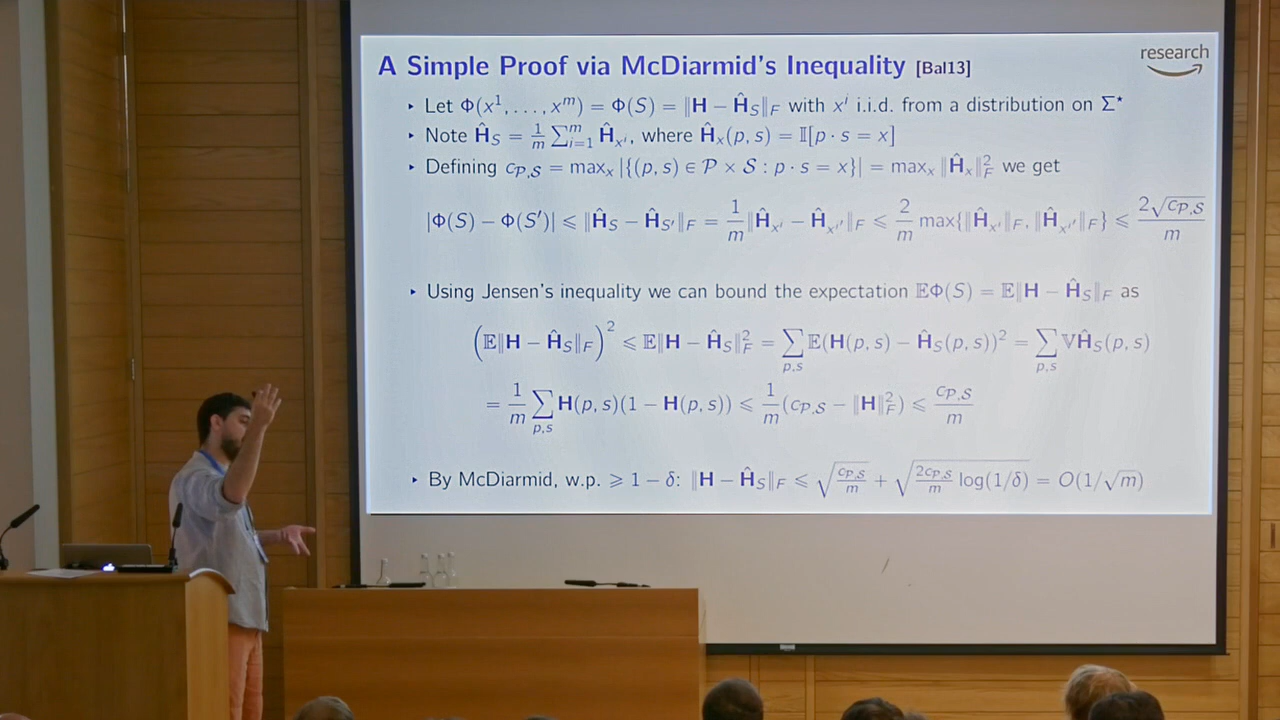 A Simple Proof via McDiarmid's Inequality [Bal13]
research
‣ Let Φ(x¹, . . . , xᵐ) = Φ(S) = ‖H − Ĥ_S‖_F with xⁱ i.i.d. from a distribution on Σ*
‣ Note Ĥ_S = 1/m ∑_{i=1}^m Ĥ_{xⁱ}, where Ĥ_x(p, s) = 𝕀[p · s = x]
‣ Defining c_{P,S} = max_x |{(p, s) ∈ P × S : p · s = x}| = max_x ‖Ĥ_x‖²_F we get
|Φ(S) − Φ(S′)| ⩽ ‖Ĥ_S − Ĥ_{S′}‖_F = 1/m ‖Ĥ_{xⁱ} − Ĥ_{xⁱ′}‖_F ⩽ 2/m max{‖Ĥ_{xⁱ}‖_F, ‖Ĥ_{xⁱ′}‖_F} ⩽ 2√c_{P,S}/m
‣ Using Jensen's inequality we can bound the expectation 𝔼Φ(S) = 𝔼‖H − Ĥ_S‖_F as
(𝔼‖H − Ĥ_S‖_F)² ⩽ 𝔼‖H − Ĥ_S‖²_F = ∑_{p,s} 𝔼(H(p, s) − Ĥ_S(p, s))² = ∑_{p,s} 𝕍Ĥ_S(p, s)
= 1/m ∑_{p,s} H(p, s)(1 − H(p, s)) ⩽ 1/m (c_{P,S} − ‖H‖²_F) ⩽ c_{P,S}/m
‣ By McDiarmid, w.p. ⩾ 1 − δ: ‖H − Ĥ_S‖_F ⩽ √(c_{P,S}/m) + √(2c_{P,S}/m log(1/δ)) = O(1/√m)